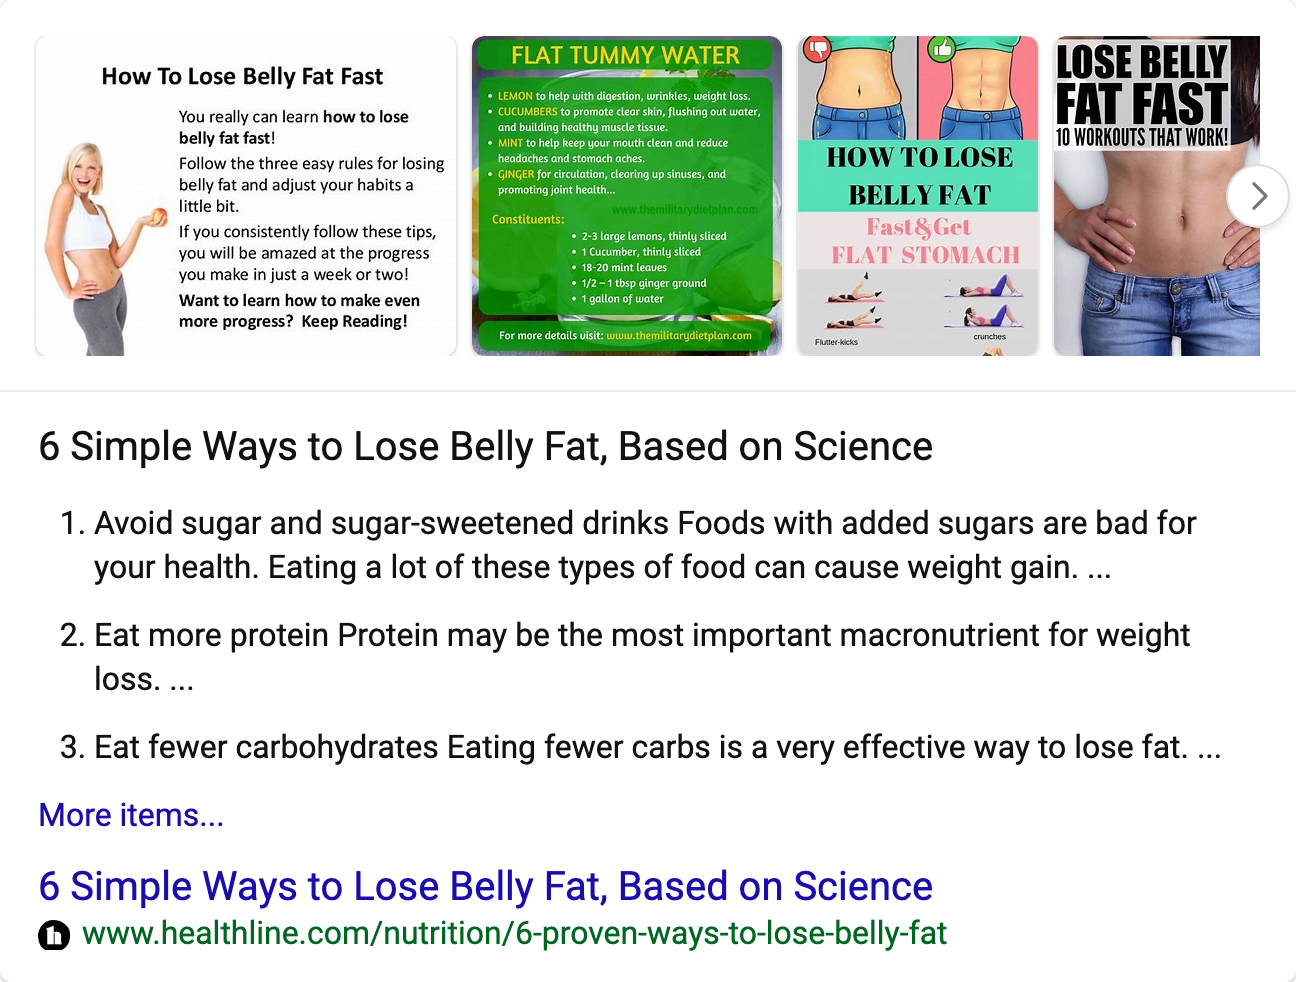 How To Lose Belly Fat Fast
You really can learn how to lose
belly fat fast!
Follow the three easy rules for losing
belly fat and adjust your habits a
little bit.
If you consistently follow these tips,
you will be amazed at the progress
you make in just a week or two!
Want to learn how to make even
more progress? Keep Reading!
FLAT TUMMY WATER
• LEMON to help with digestion, wrinkles, weight loss.
• CUCUMBERS to promote clear skin, flushing out water,
and building healthy muscle tissue.
• MINT to help keep your mouth clean and reduce
headaches and stomach aches.
• GINGER for circulation, clearing up sinuses, and
promoting joint health...
www.themilitarydietplan.com
Constituents:
• 2-3 large lemons, thinly sliced
• 1 Cucumber, thinly sliced
• 18-20 mint leaves
• 1/2 – 1 tbsp ginger ground
• 1 gallon of water
For more details visit: www.themilitarydietplan.com
HOW TO LOSE
BELLY FAT
Fast&Get
FLAT STOMACH
Flutter-kicks
crunches
LOSE BELLY
FAT FAST
10 WORKOUTS THAT WORK!
6 Simple Ways to Lose Belly Fat, Based on Science
1. Avoid sugar and sugar-sweetened drinks Foods with added sugars are bad for
your health. Eating a lot of these types of food can cause weight gain. ...
2. Eat more protein Protein may be the most important macronutrient for weight
loss. ...
3. Eat fewer carbohydrates Eating fewer carbs is a very effective way to lose fat. ...
More items...
6 Simple Ways to Lose Belly Fat, Based on Science
h www.healthline.com/nutrition/6-proven-ways-to-lose-belly-fat